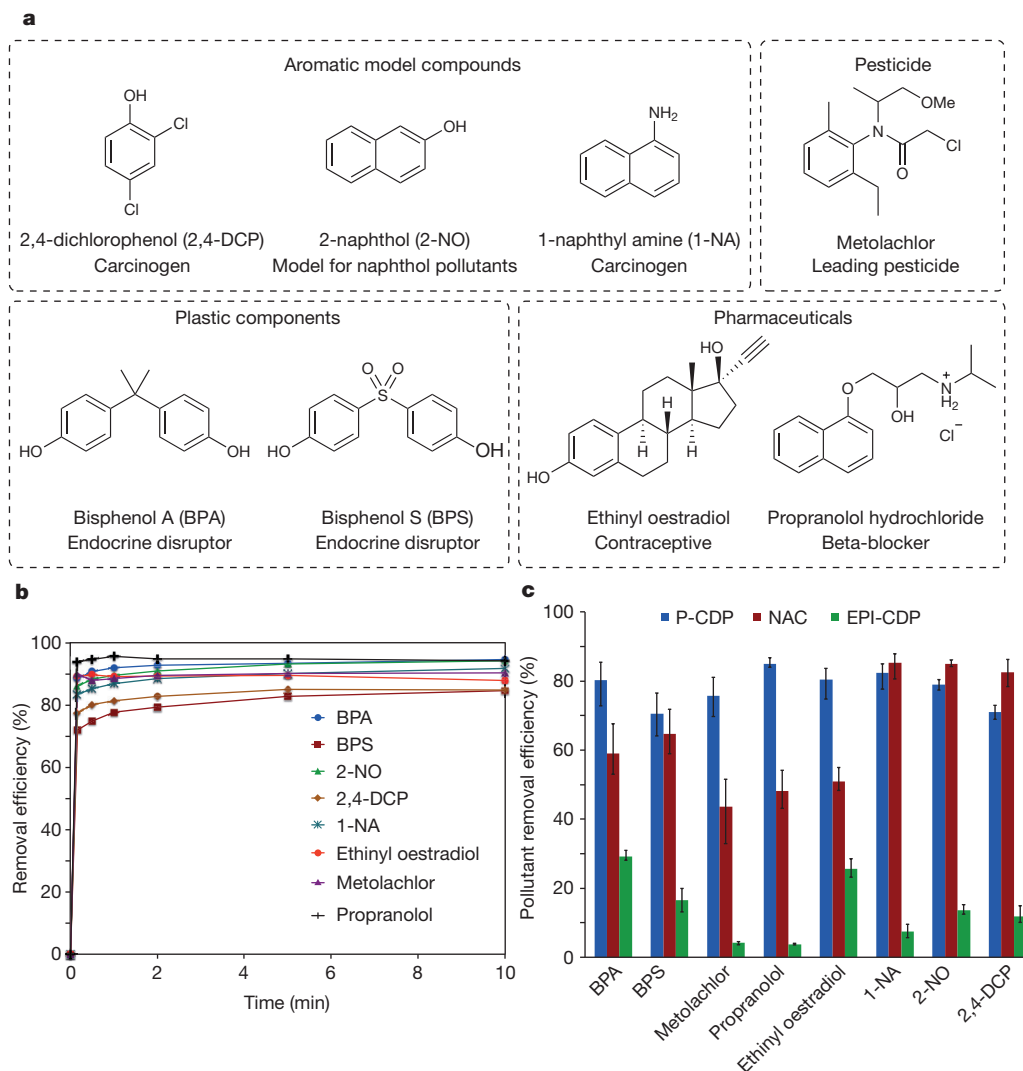 a
Aromatic model compounds
OH
Cl
Cl
2,4-dichlorophenol (2,4-DCP)
Carcinogen
OH
2-naphthol (2-NO)
Model for naphthol pollutants
NH2
1-naphthyl amine (1-NA)
Carcinogen
Pesticide
OMe
N
Cl
O
Metolachlor
Leading pesticide
Plastic components
HO
OH
Bisphenol A (BPA)
Endocrine disruptor
O
O
S
HO
OH
Bisphenol S (BPS)
Endocrine disruptor
Pharmaceuticals
HO
H
H
H
HO
Ethinyl oestradiol
Contraceptive
O
OH
+
N
H2
Cl−
Propranolol hydrochloride
Beta-blocker
b
Removal efficiency (%)
100
80
60
40
20
0
0
2
4
6
8
10
Time (min)
BPA
BPS
2-NO
2,4-DCP
1-NA
Ethinyl oestradiol
Metolachlor
Propranolol
c
Pollutant removal efficiency (%)
100
80
60
40
20
0
P-CDP
NAC
EPI-CDP
BPA
BPS
Metolachlor
Propranolol
Ethinyl oestradiol
1-NA
2-NO
2,4-DCP